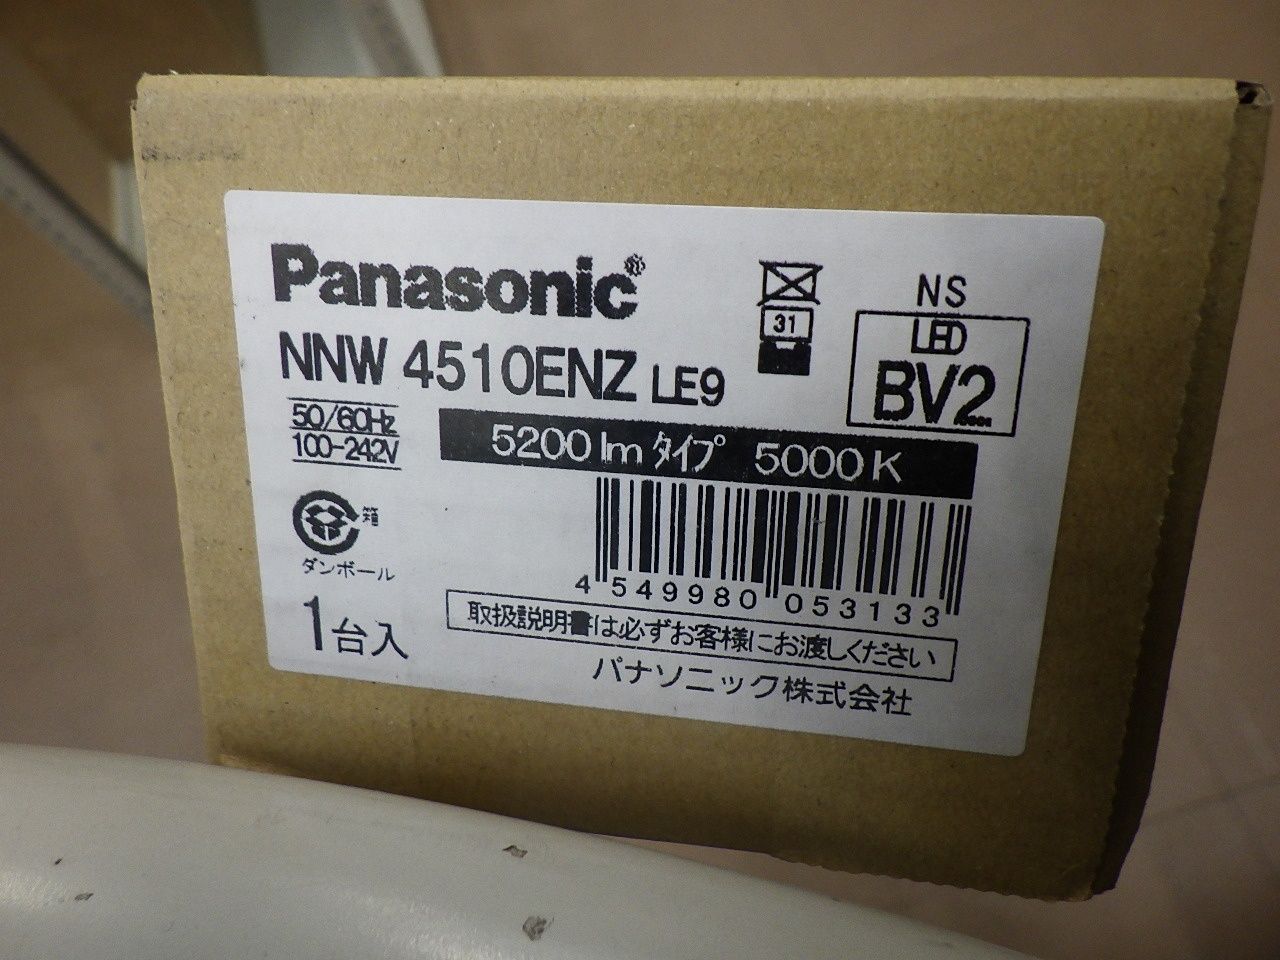 Panasonic®
NNW 4510ENZ LE9
50/60Hz
100-242V
5200 lm タイプ 5000K
31
NS
LED
BV2
箱
ダンボール
1台入
4 549980 053133
取扱説明書は必ずお客様にお渡しください
パナソニック株式会社